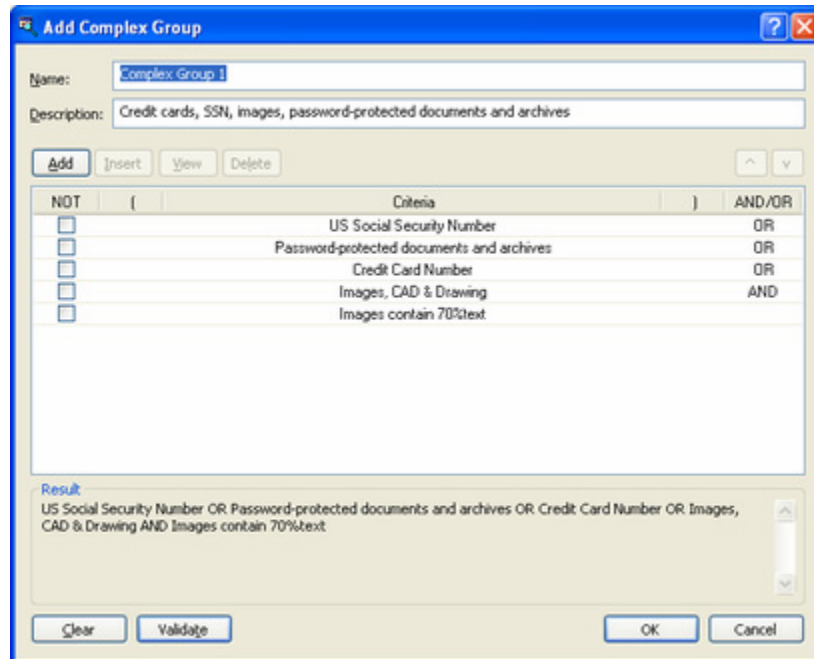 Add Complex Group
Name: Complex Group 1
Description: Credit cards, SSN, images, password-protected documents and archives
Add Insert View Delete ^ v
NOT ( Criteria ) AND/OR
US Social Security Number OR
Password-protected documents and archives OR
Credit Card Number OR
Images, CAD & Drawing AND
Images contain 70%text
Result
US Social Security Number OR Password-protected documents and archives OR Credit Card Number OR Images,
CAD & Drawing AND Images contain 70%text
Clear Validate OK Cancel